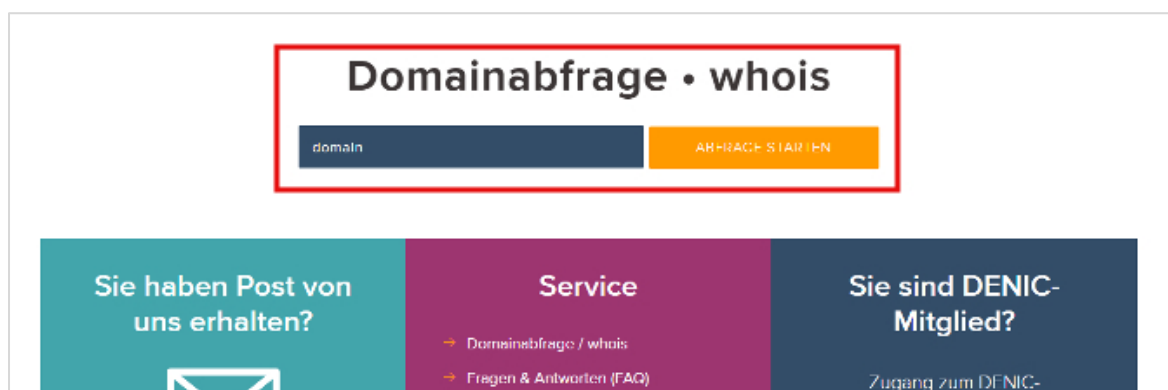 Domainabfrage • whois
domain
ABFRAGE STARTEN
Sie haben Post von
uns erhalten?
Service
→ Domainabfrage / whois
→ Fragen & Antworten (FAQ)
Sie sind DENIC-
Mitglied?
Zugang zum DENIC-